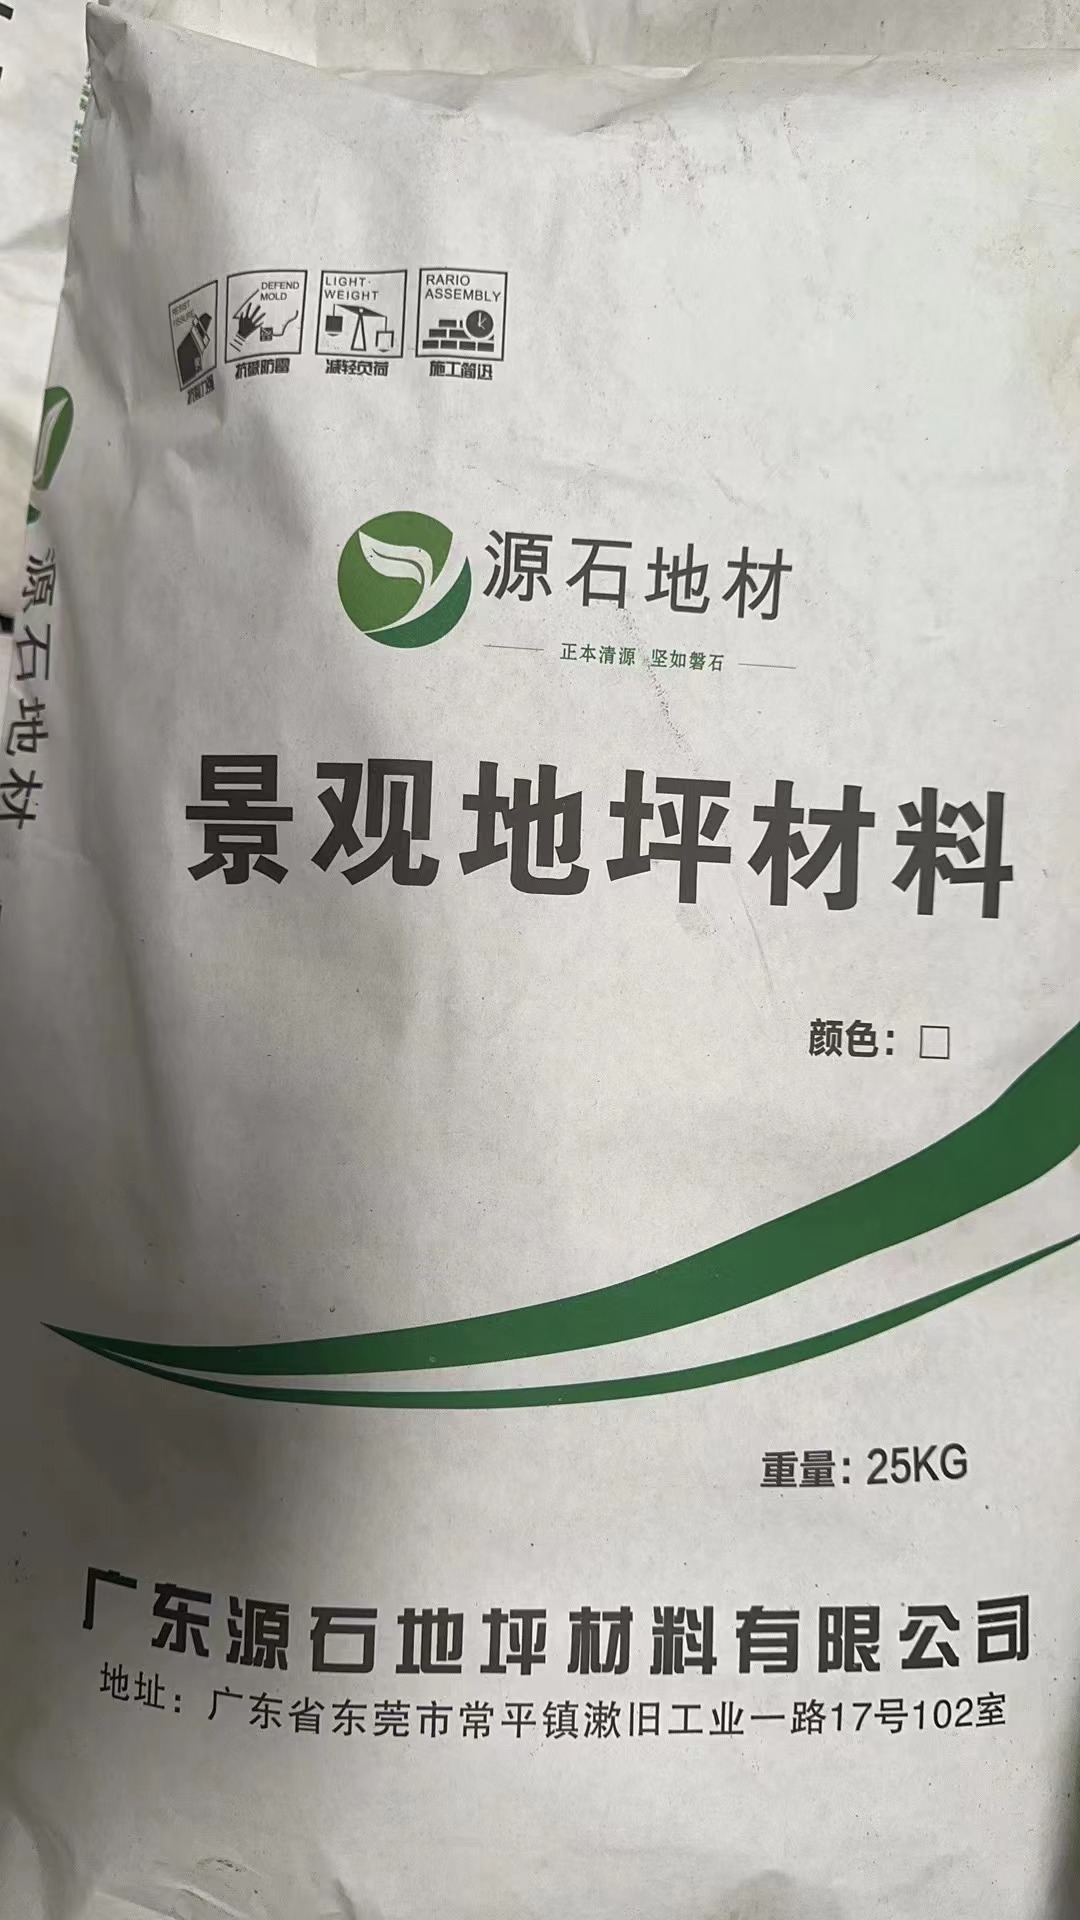 RESIST
FISSURE
DEFEND
MOLD
LIGHT·
WEIGHT
RARIO
ASSEMBLY
抗碱防霉
减轻负荷
施工简迅
源石地材
正本清源 坚如磐石
源石地材
景观地坪材料
颜色：□
重量：25KG
广东源石地坪材料有限公司
地址：广东省东莞市常平镇漱旧工业一路17号102室